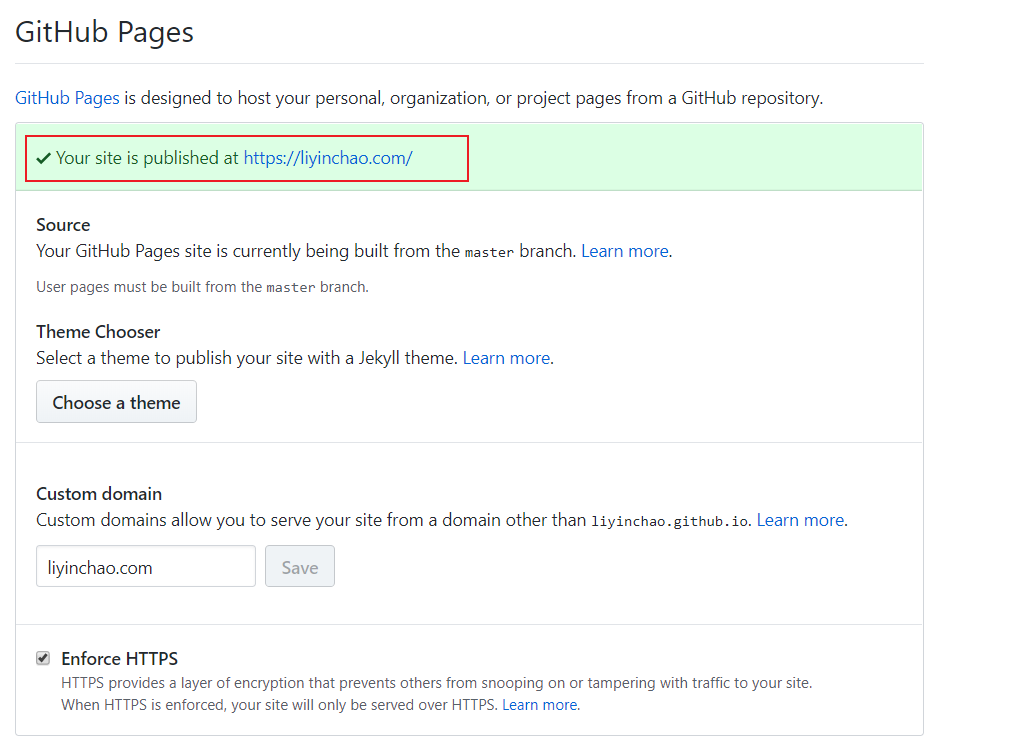 GitHub Pages
GitHub Pages is designed to host your personal, organization, or project pages from a GitHub repository.
Your site is published at https://liyinchao.com/
Source
Your GitHub Pages site is currently being built from the master branch. Learn more.
User pages must be built from the master branch.
Theme Chooser
Select a theme to publish your site with a Jekyll theme. Learn more.
Choose a theme
Custom domain
Custom domains allow you to serve your site from a domain other than liyinchao.github.io. Learn more.
liyinchao.com Save
Enforce HTTPS
HTTPS provides a layer of encryption that prevents others from snooping on or tampering with traffic to your site.
When HTTPS is enforced, your site will only be served over HTTPS. Learn more.